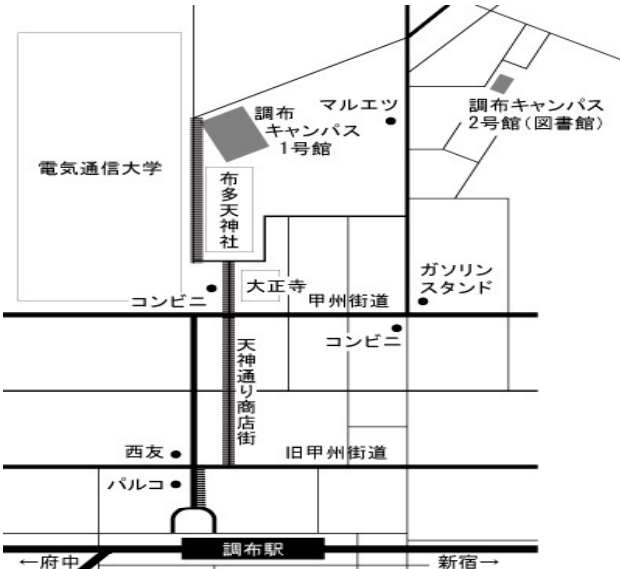 調布
キャンパス
1号館
マルエツ
調布キャンパス
2号館(図書館)
電気通信大学
布多天神社
ガソリン
スタンド
大正寺
コンビニ
甲州街道
コンビニ
天神通り商店街
西友
旧甲州街道
パルコ
調布駅
←府中
新宿→